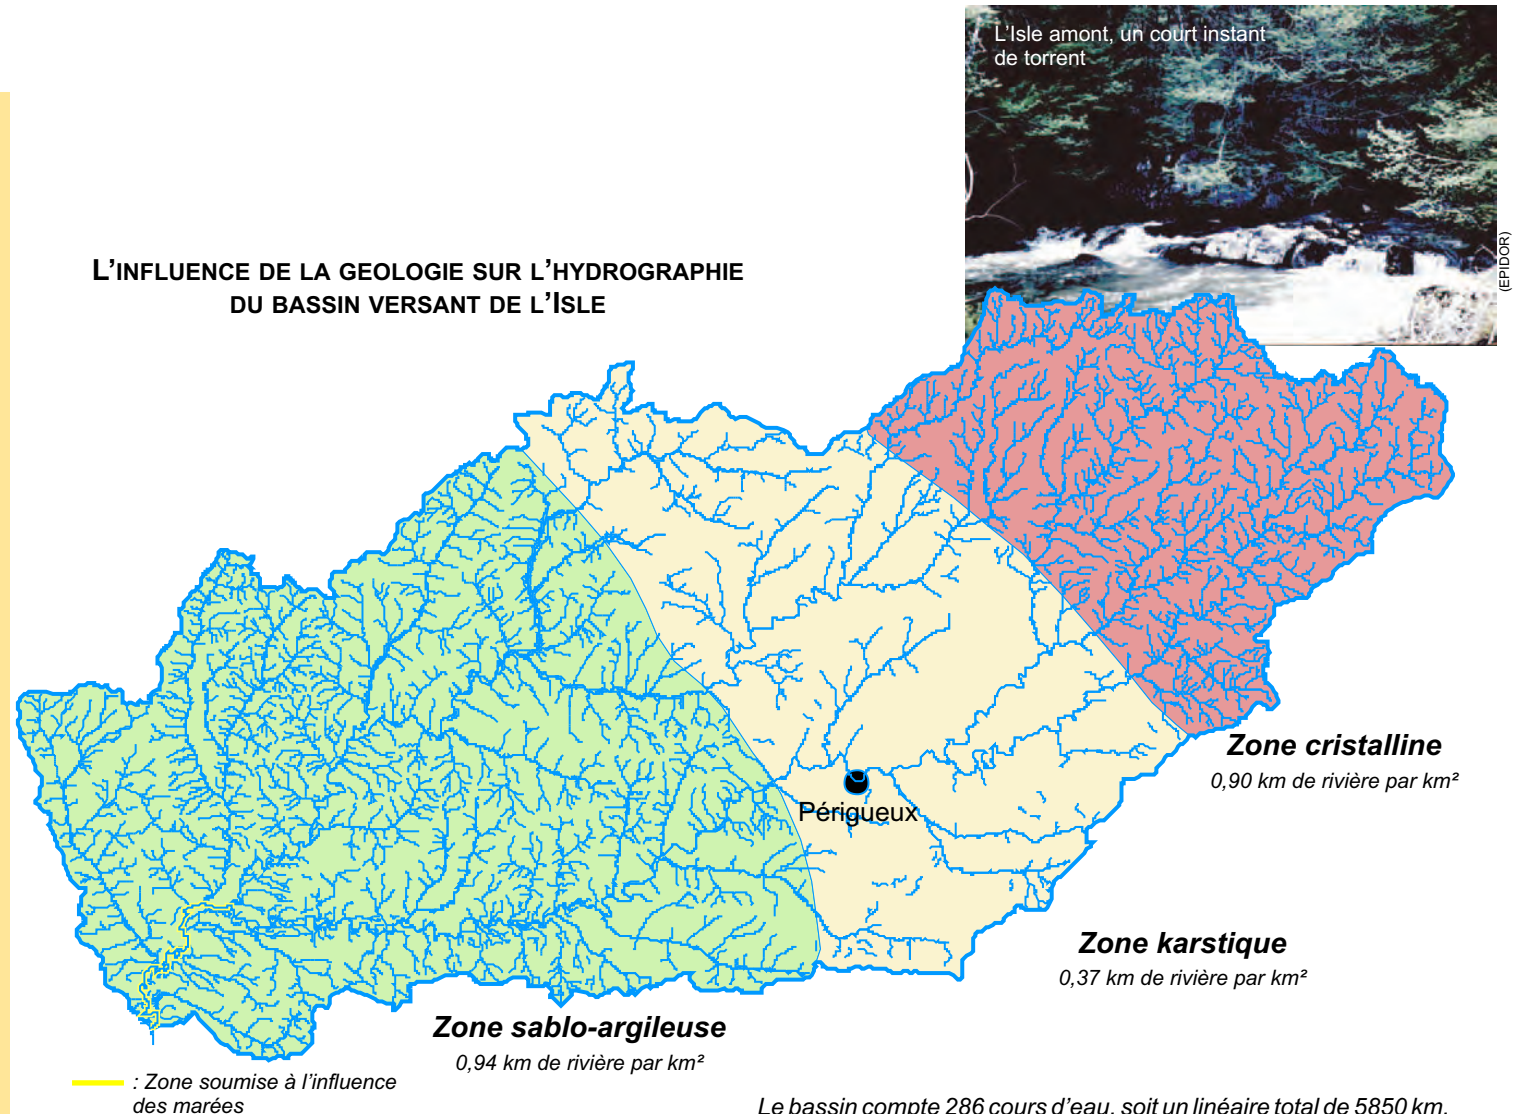 L'Isle amont, un court instant
de torrent
(EPIDOR)
L'INFLUENCE DE LA GEOLOGIE SUR L'HYDROGRAPHIE
DU BASSIN VERSANT DE L'ISLE
Zone cristalline
0,90 km de rivière par km²
Périgueux
Zone karstique
0,37 km de rivière par km²
Zone sablo-argileuse
0,94 km de rivière par km²
: Zone soumise à l'influence
des marées
Le bassin compte 286 cours d'eau, soit un linéaire total de 5850 km.